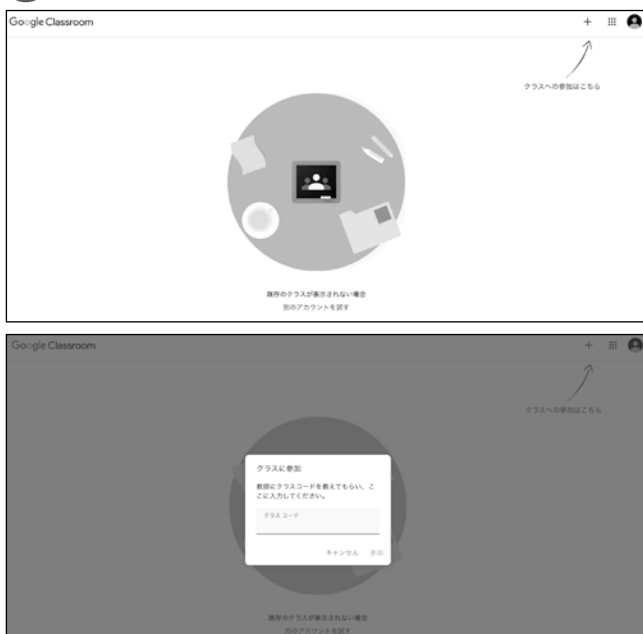 Google Classroom
クラスへの参加はこちら
既存のクラスが表示されない場合
別のアカウントを試す
Google Classroom
クラスへの参加はこちら
クラスに参加
教師にクラスコードを教えてもらい、こ
こに入力してください。
クラス コード
キャンセル 参加
既存のクラスが表示されない場合
別のアカウントを試す